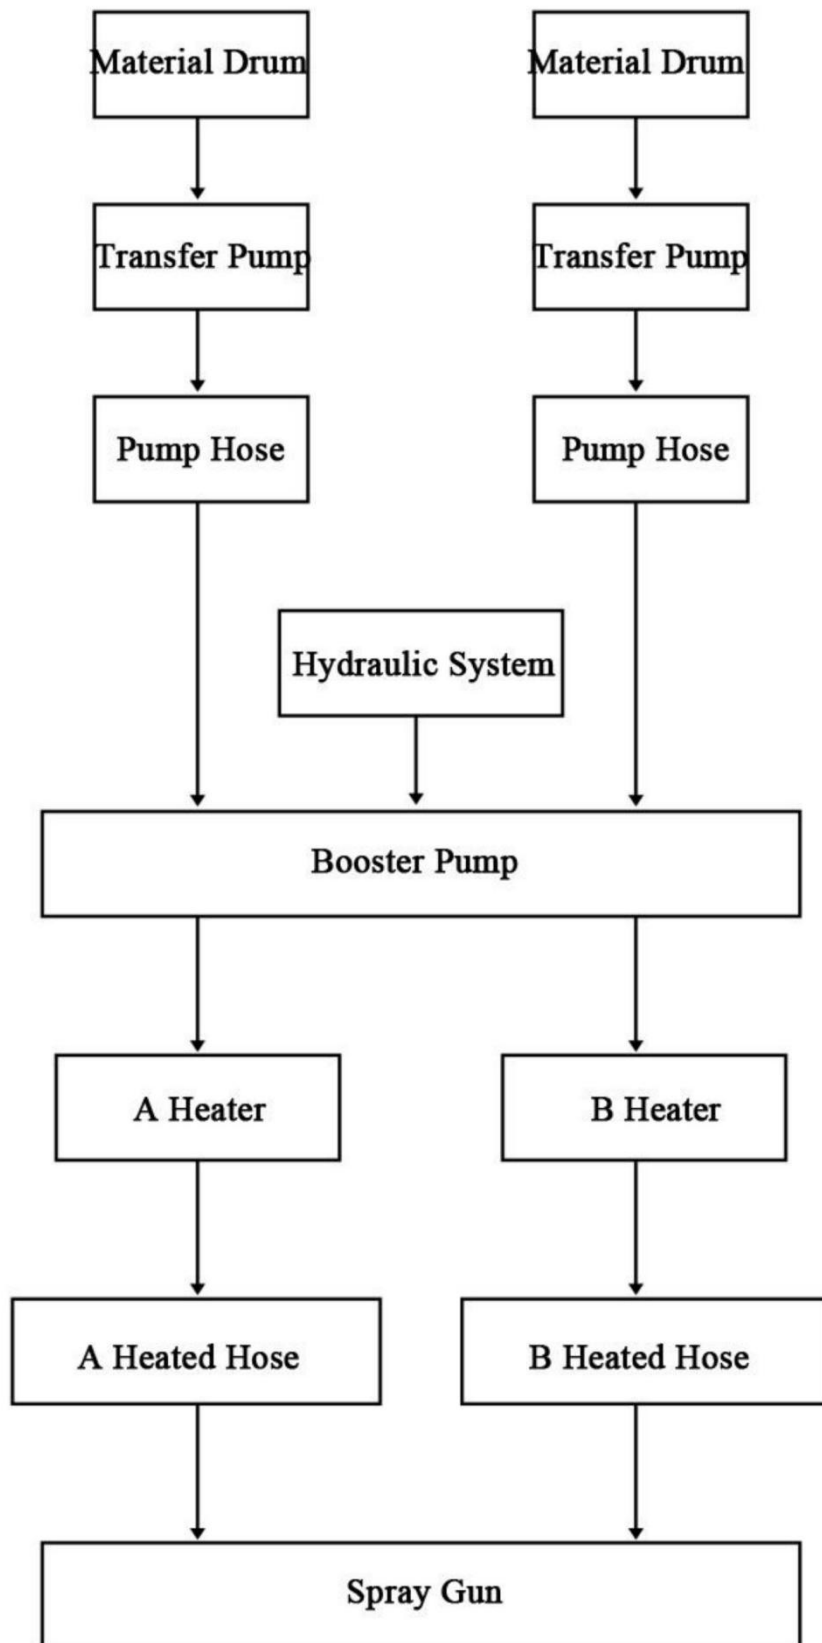 Material Drum
Material Drum
Transfer Pump
Transfer Pump
Pump Hose
Pump Hose
Hydraulic System
Booster Pump
A Heater
B Heater
A Heated Hose
B Heated Hose
Spray Gun